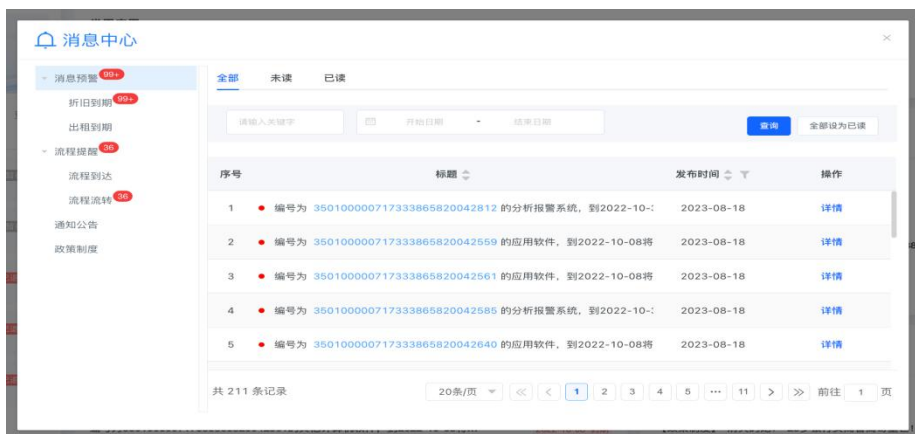 消息中心
消息预警 99+
折旧到期 99+
出租到期
流程提醒 36
流程到达
流程流转 36
通知公告
政策制度
全部 未读 已读
请输入关键字 开始日期 - 结束日期 查询 全部设为已读
序号 标题 发布时间 操作
1 编号为 350100000717333865820042812 的分析报警系统，到2022-10-: 2023-08-18 详情
2 编号为 350100000717333865820042559 的应用软件，到2022-10-08将 2023-08-18 详情
3 编号为 350100000717333865820042561 的应用软件，到2022-10-08将 2023-08-18 详情
4 编号为 350100000717333865820042585 的分析报警系统，到2022-10-: 2023-08-18 详情
5 编号为 350100000717333865820042640 的应用软件，到2022-10-08将 2023-08-18 详情
共 211 条记录 20条/页 1 2 3 4 5 ··· 11 前往 1 页